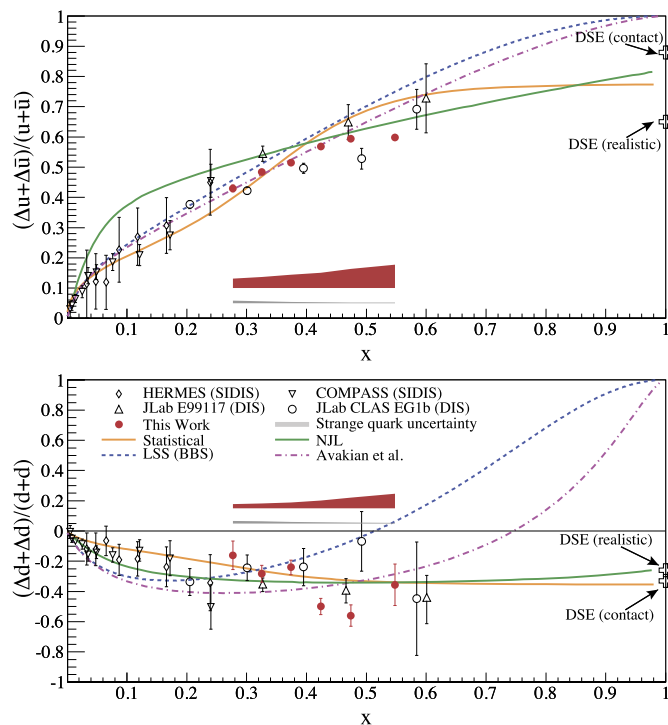 (Δu+Δū)/(u+ū)
1
0.9
0.8
0.7
0.6
0.5
0.4
0.3
0.2
0.1
0
DSE (contact)
DSE (realistic)
0.1 0.2 0.3 0.4 0.5 0.6 0.7 0.8 0.9 1
x
(Δd+Δd̄)/(d+d̄)
1
0.8
0.6
0.4
0.2
0
-0.2
-0.4
-0.6
-0.8
-1
HERMES (SIDIS) COMPASS (SIDIS)
JLab E99117 (DIS) JLab CLAS EG1b (DIS)
This Work Strange quark uncertainty
Statistical NJL
LSS (BBS) Avakian et al.
DSE (realistic)
DSE (contact)
0.1 0.2 0.3 0.4 0.5 0.6 0.7 0.8 0.9 1
x